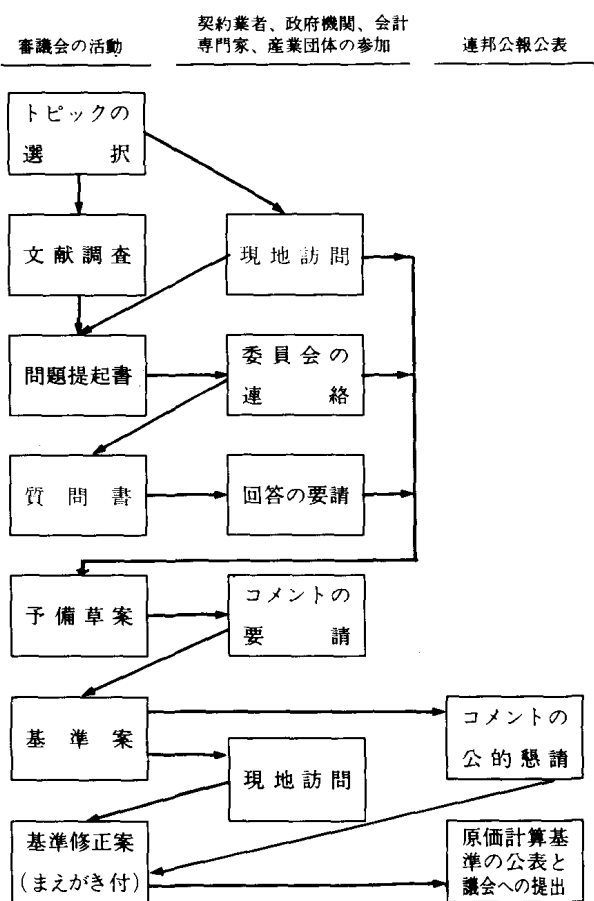 審議会の活動
契約業者、政府機関、会計
専門家、産業団体の参加
連邦公報公表
トピックの
選択
文献調査
現地訪問
問題提起書
委員会の
連絡
質問書
回答の要請
予備草案
コメントの
要請
基準案
コメントの
公的懇請
現地訪問
基準修正案
(まえがき付)
原価計算基
準の公表と
議会への提出